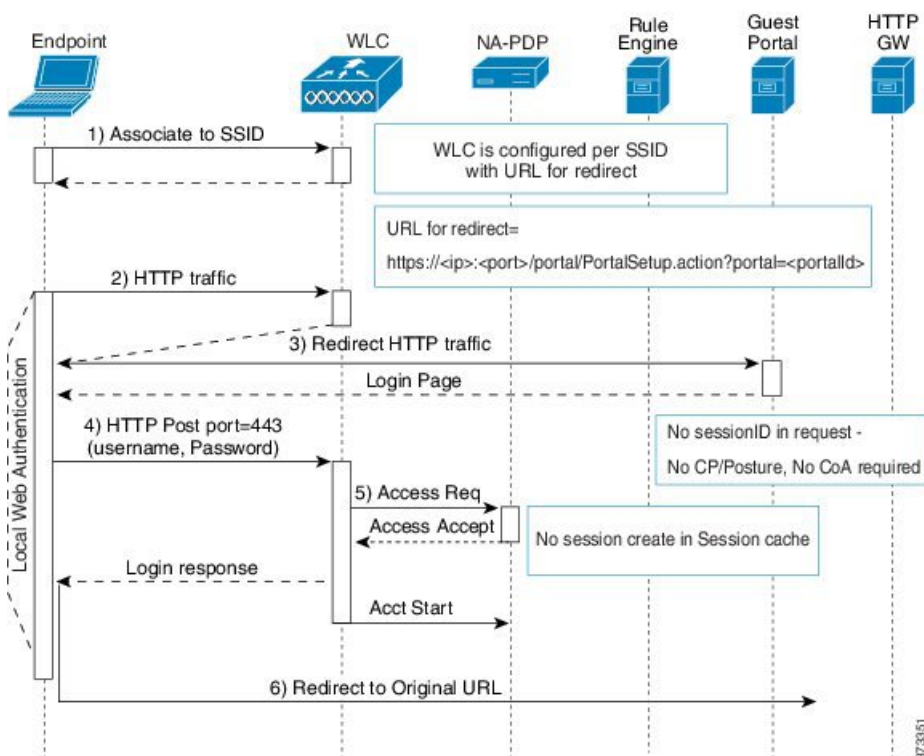 Endpoint
WLC
NA-PDP
Rule
Engine
Guest
Portal
HTTP
GW
1) Associate to SSID
WLC is configured per SSID
with URL for redirect
URL for redirect=
https://<ip>:<port>/portal/PortalSetup.action?portal=<portalId>
2) HTTP traffic
3) Redirect HTTP traffic
Login Page
Local Web Authentication
4) HTTP Post port=443
(username, Password)
No sessionID in request -
No CP/Posture, No CoA required
5) Access Req
Access Accept
No session create in Session cache
Login response
Acct Start
6) Redirect to Original URL